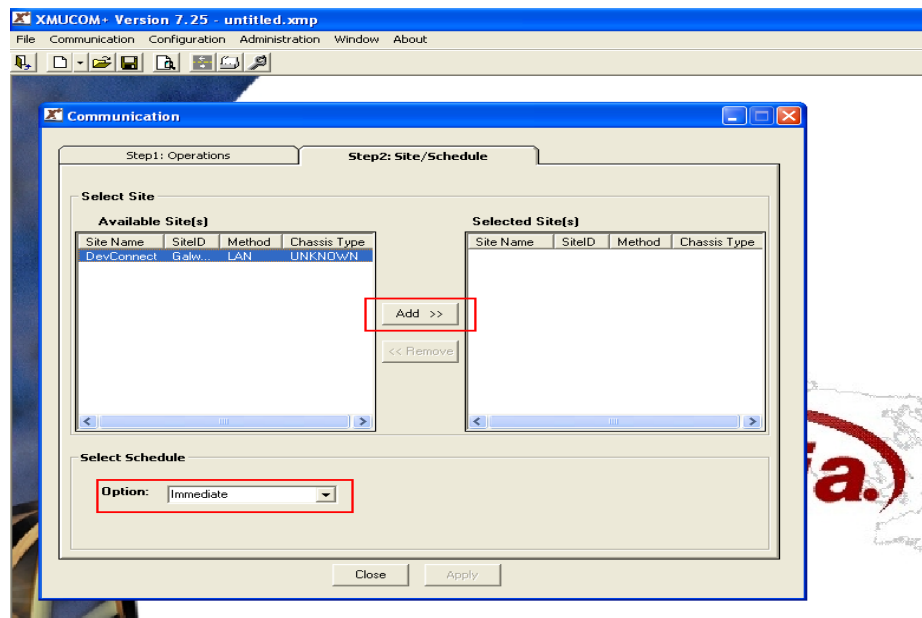 XMUCOM+ Version 7.25 - untitled.xmp
File Communication Configuration Administration Window About
Communication
Step1: Operations Step2: Site/Schedule
Select Site
Available Site(s) Selected Site(s)
Site Name SiteID Method Chassis Type Site Name SiteID Method Chassis Type
DevConnect Galw... LAN UNKNOWN
Add >>
<< Remove
Select Schedule
Option: Immediate
ia.
Close Apply